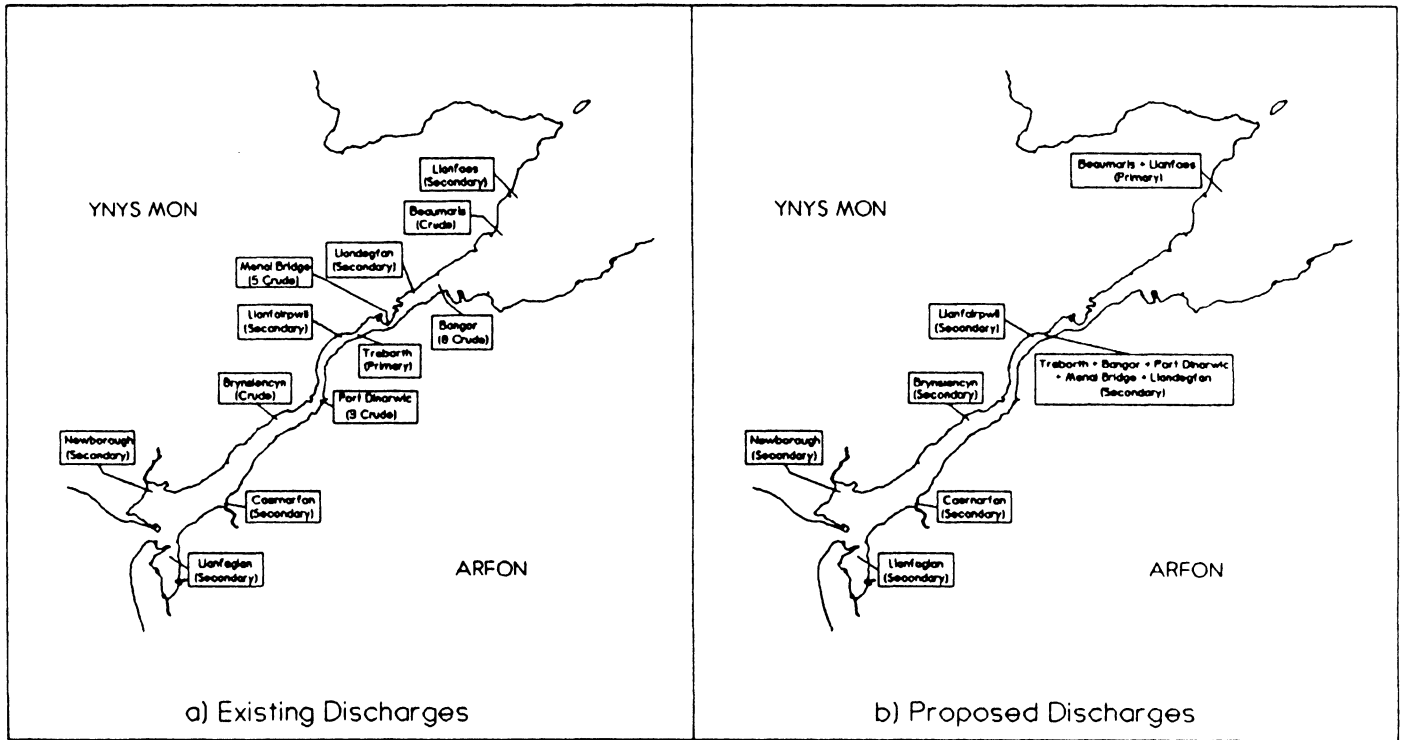 Llanfaes
(Secondary)
YNYS MON
Beaumaris
(Crude)
Llandegfan
(Secondary)
Menai Bridge
(5 Crude)
Llanfairpwll
(Secondary)
Bangor
(8 Crude)
Treborth
(Primary)
Brynsiencyn
(Crude)
Port Dinorwic
(3 Crude)
Newborough
(Secondary)
Caernarfon
(Secondary)
Llanfaglan
(Secondary)
ARFON
a) Existing Discharges
Beaumaris + Llanfaes
(Primary)
YNYS MON
Llanfairpwll
(Secondary)
Treborth + Bangor + Port Dinorwic
+ Menai Bridge + Llandegfan
(Secondary)
Brynsiencyn
(Secondary)
Newborough
(Secondary)
Caernarfon
(Secondary)
Llanfaglan
(Secondary)
ARFON
b) Proposed Discharges